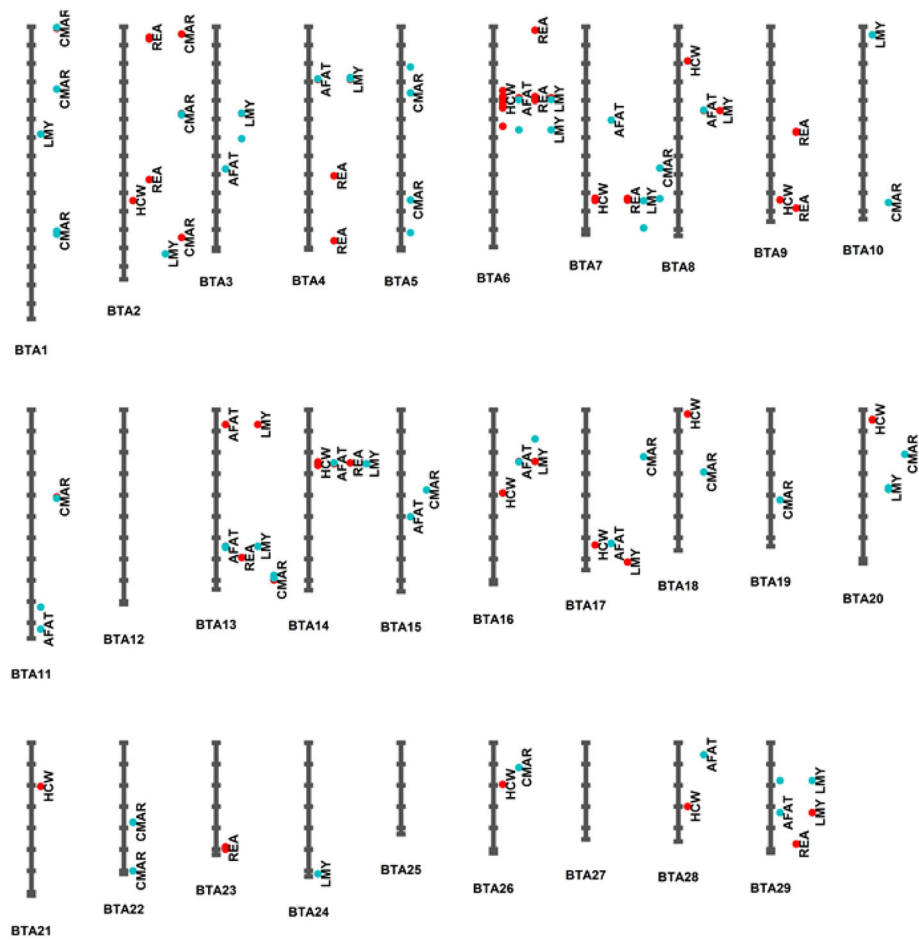 CMAR
CMAR
LMY
CMAR
BTA1
REA
CMAR
CMAR
REA
HCW
CMAR
LMY
BTA2
LMY
AFAT
BTA3
AFAT
LMY
REA
REA
BTA4
CMAR
CMAR
BTA5
REA
HCW
AFAT
REA
LMY
LMY
BTA6
AFAT
HCW
REA
LMY
CMAR
BTA7
HCW
AFAT
LMY
BTA8
REA
HCW
REA
BTA9
LMY
CMAR
BTA10
CMAR
AFAT
BTA11
BTA12
AFAT
LMY
AFAT
LMY
REA
CMAR
BTA13
HCW
AFAT
REA
LMY
BTA14
CMAR
AFAT
BTA15
AFAT
LMY
HCW
BTA16
CMAR
HCW
AFAT
LMY
BTA17
HCW
CMAR
BTA18
CMAR
BTA19
HCW
CMAR
LMY
BTA20
HCW
BTA21
CMAR
CMAR
BTA22
REA
BTA23
LMY
BTA24
BTA25
CMAR
HCW
BTA26
BTA27
AFAT
HCW
BTA28
LMY
AFAT
LMY
REA
BTA29